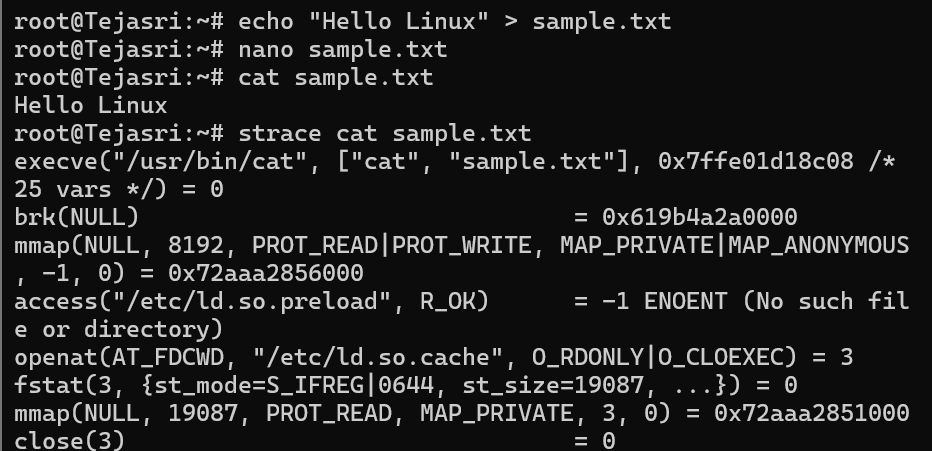 root@Tejasri:~# echo "Hello Linux" > sample.txt
root@Tejasri:~# nano sample.txt
root@Tejasri:~# cat sample.txt
Hello Linux
root@Tejasri:~# strace cat sample.txt
execve("/usr/bin/cat", ["cat", "sample.txt"], 0x7ffe01d18c08 /*
25 vars */) = 0
brk(NULL)                               = 0x619b4a2a0000
mmap(NULL, 8192, PROT_READ|PROT_WRITE, MAP_PRIVATE|MAP_ANONYMOUS
, -1, 0) = 0x72aaa2856000
access("/etc/ld.so.preload", R_OK)      = -1 ENOENT (No such fil
e or directory)
openat(AT_FDCWD, "/etc/ld.so.cache", O_RDONLY|O_CLOEXEC) = 3
fstat(3, {st_mode=S_IFREG|0644, st_size=19087, ...}) = 0
mmap(NULL, 19087, PROT_READ, MAP_PRIVATE, 3, 0) = 0x72aaa2851000
close(3)                                = 0